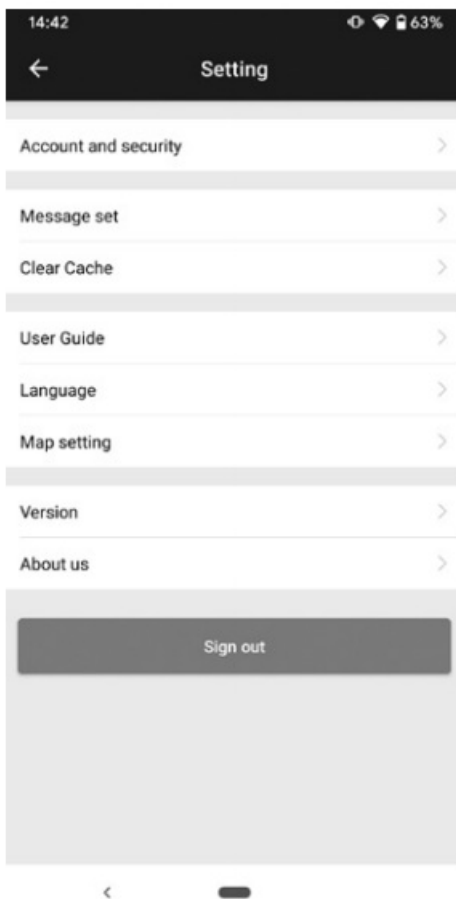 14:42 63%
Setting
Account and security
Message set
Clear Cache
User Guide
Language
Map setting
Version
About us
Sign out